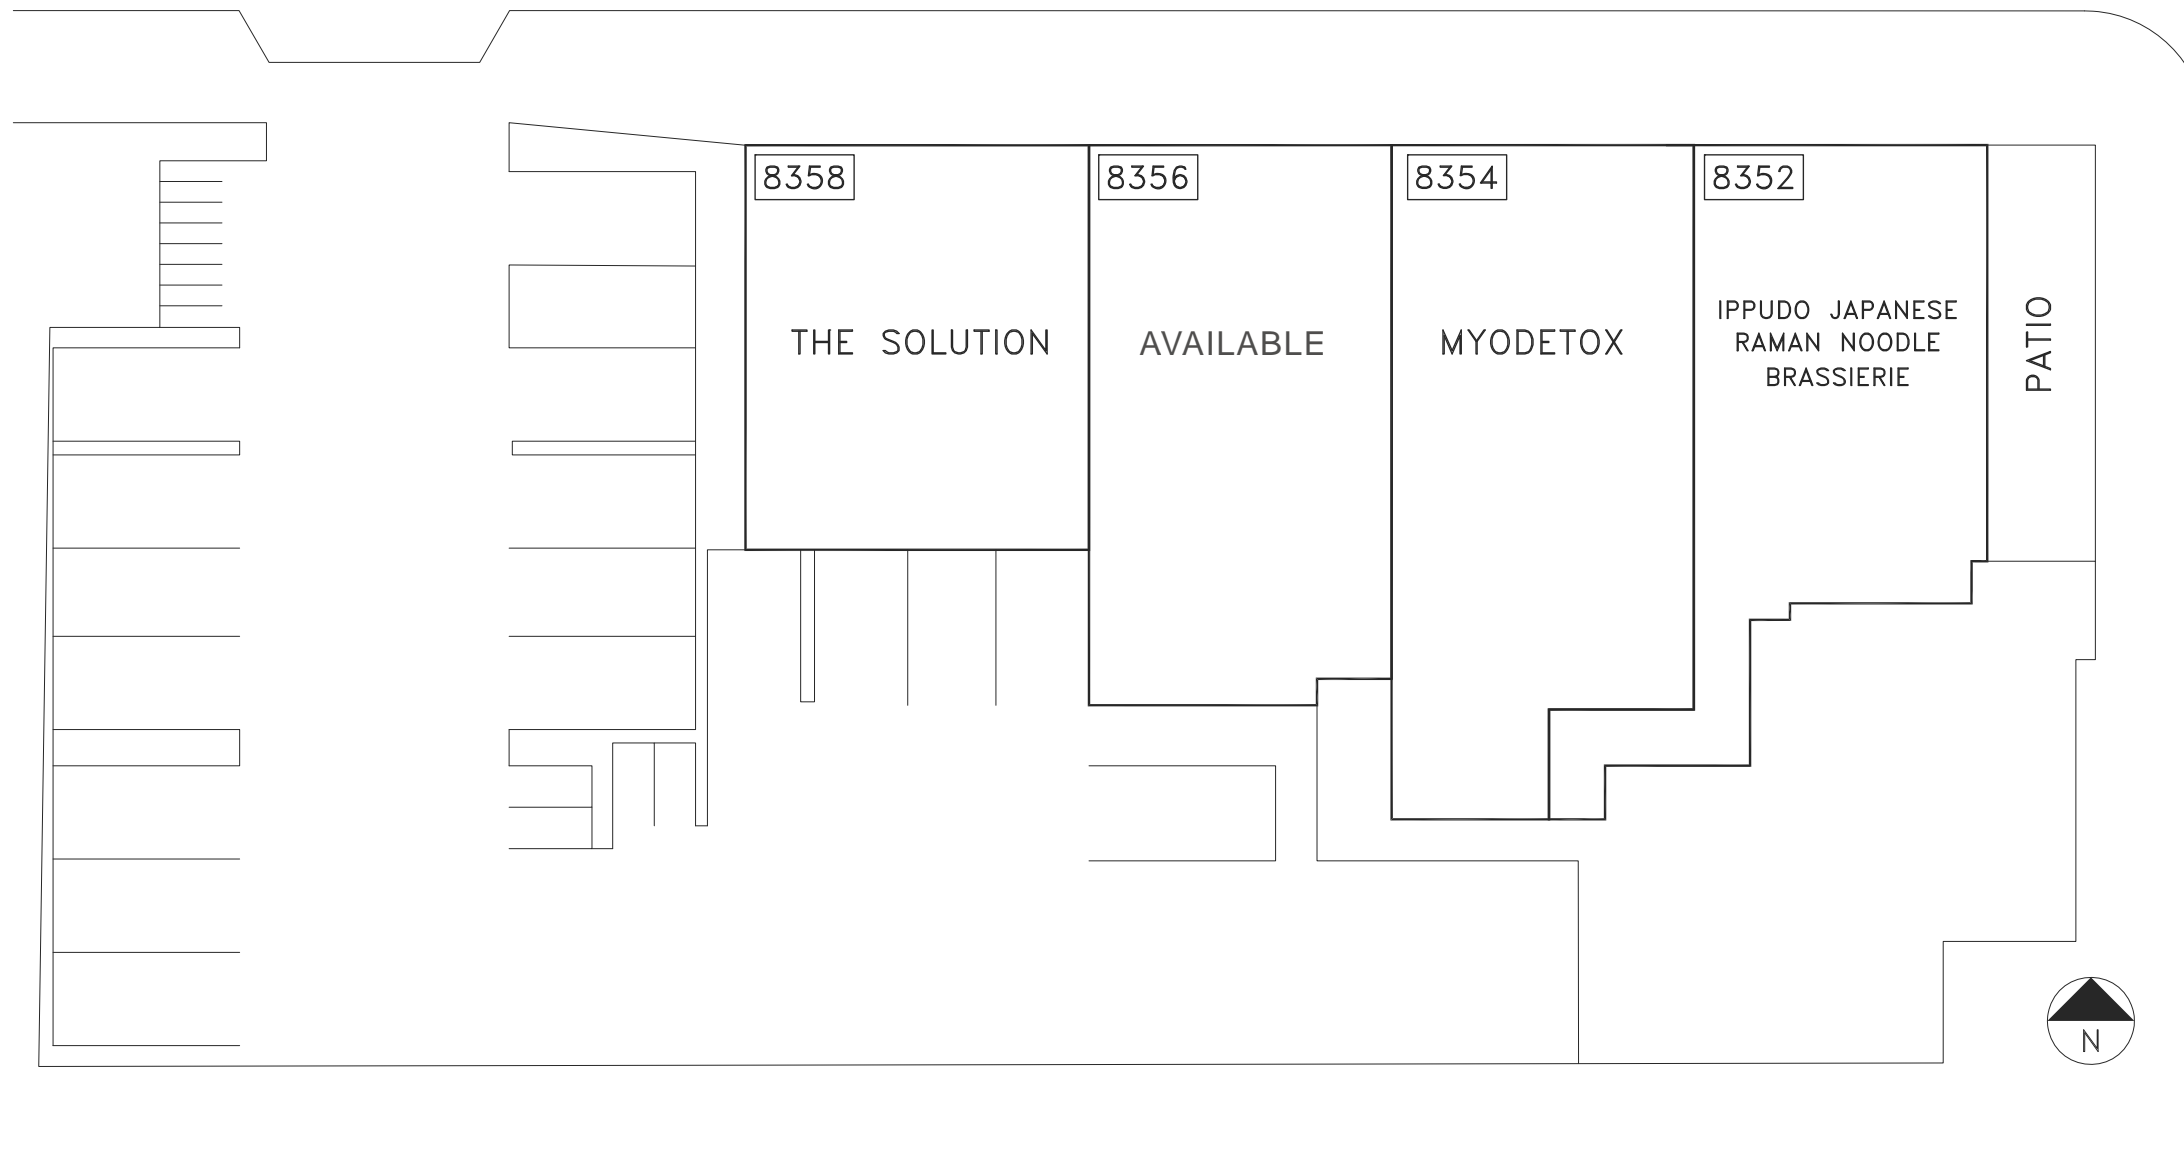 8358
8356
8354
8352
THE SOLUTION
AVAILABLE
MYODETOX
IPPUDO JAPANESE
RAMAN NOODLE
BRASSIERIE
PATIO
N